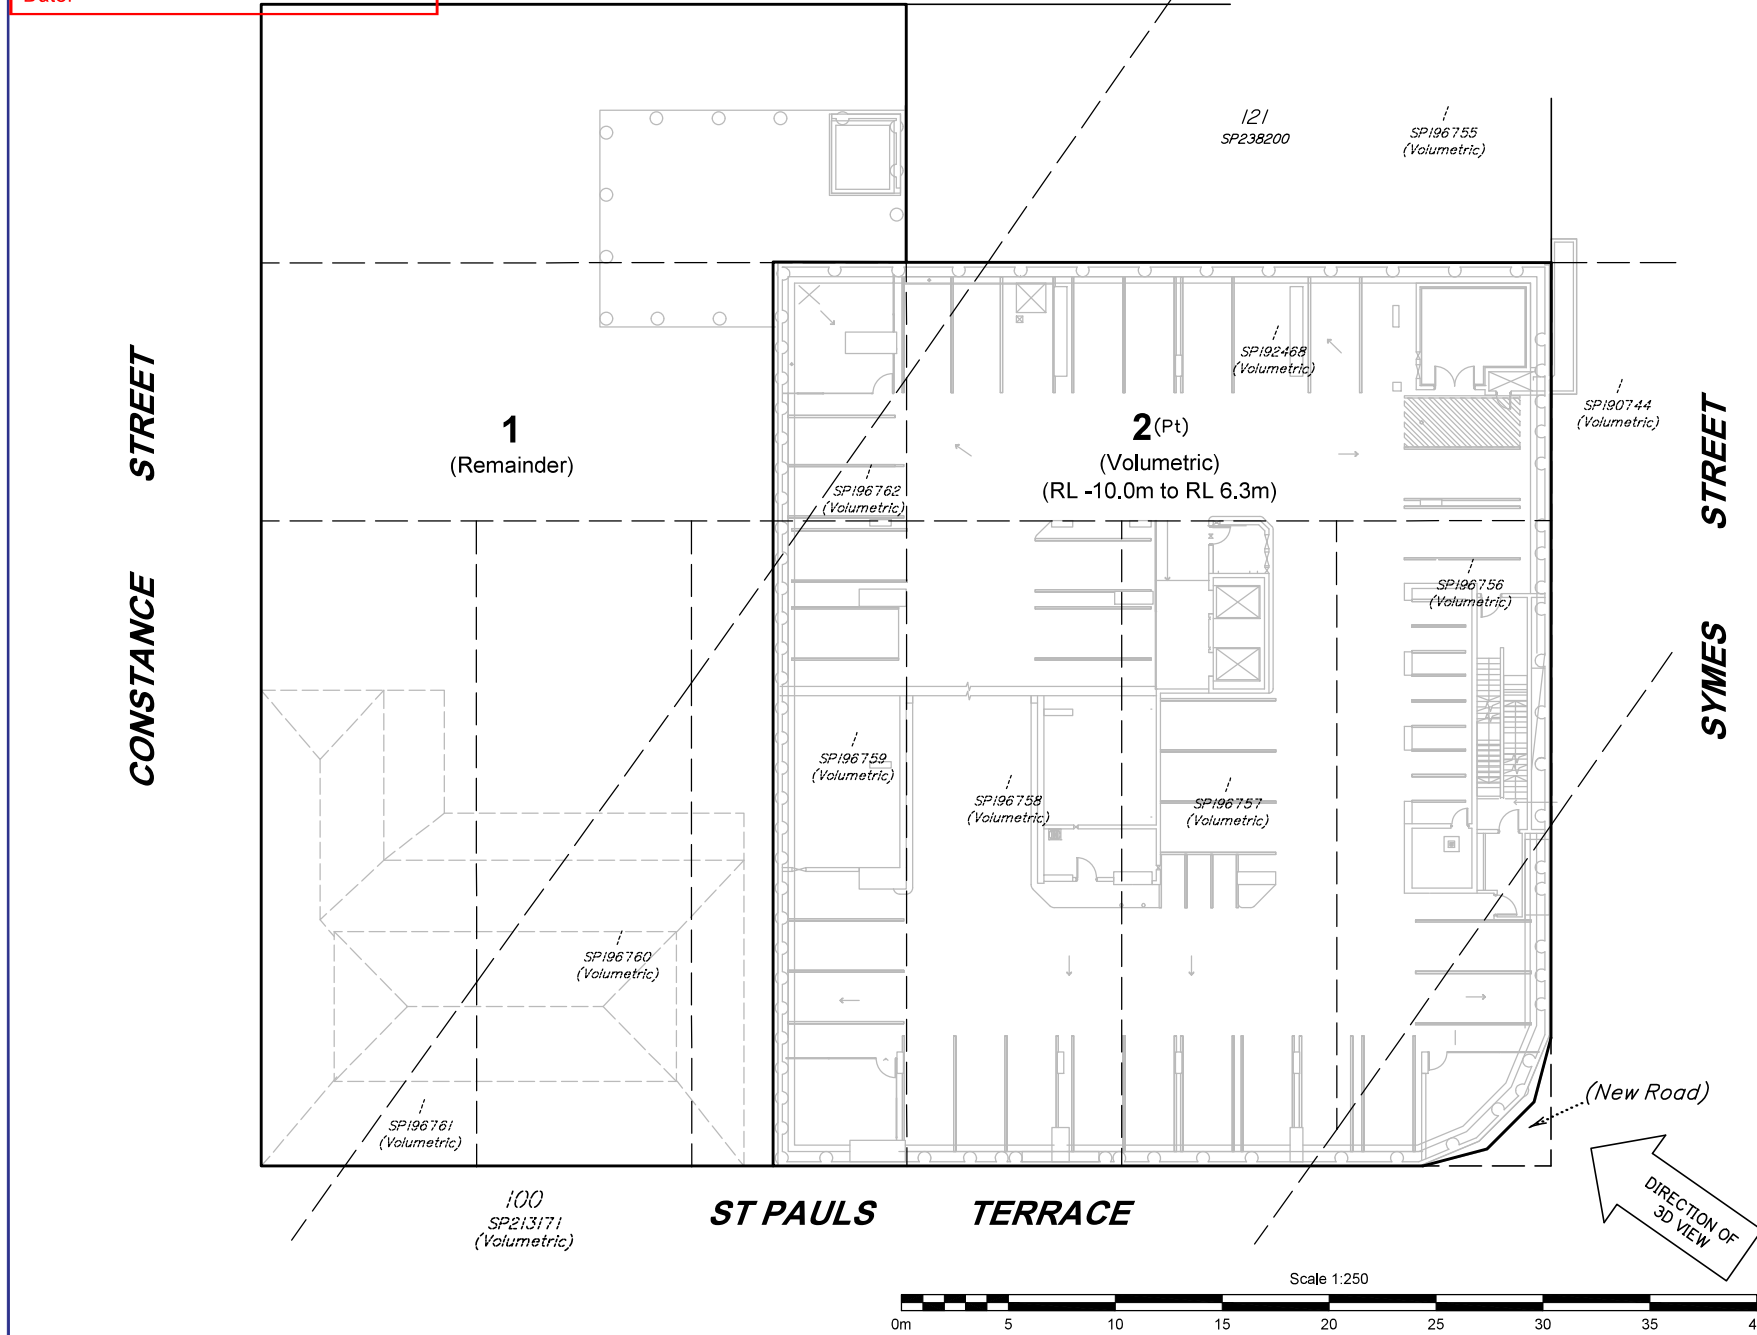 121
SP238200
SP196755
(Volumetric)
SP192468
(Volumetric)
SP190744
(Volumetric)
CONSTANCE STREET
1
(Remainder)
2 (Pt)
(Volumetric)
(RL -10.0m to RL 6.3m)
SP196762
(Volumetric)
SYMES STREET
SP196756
(Volumetric)
SP196759
(Volumetric)
SP196758
(Volumetric)
SP196757
(Volumetric)
SP196760
(Volumetric)
SP196761
(Volumetric)
(New Road)
100
SP213171
(Volumetric)
ST PAULS TERRACE
DIRECTION OF
3D VIEW
Scale 1:250
0m 5 10 15 20 25 30 35